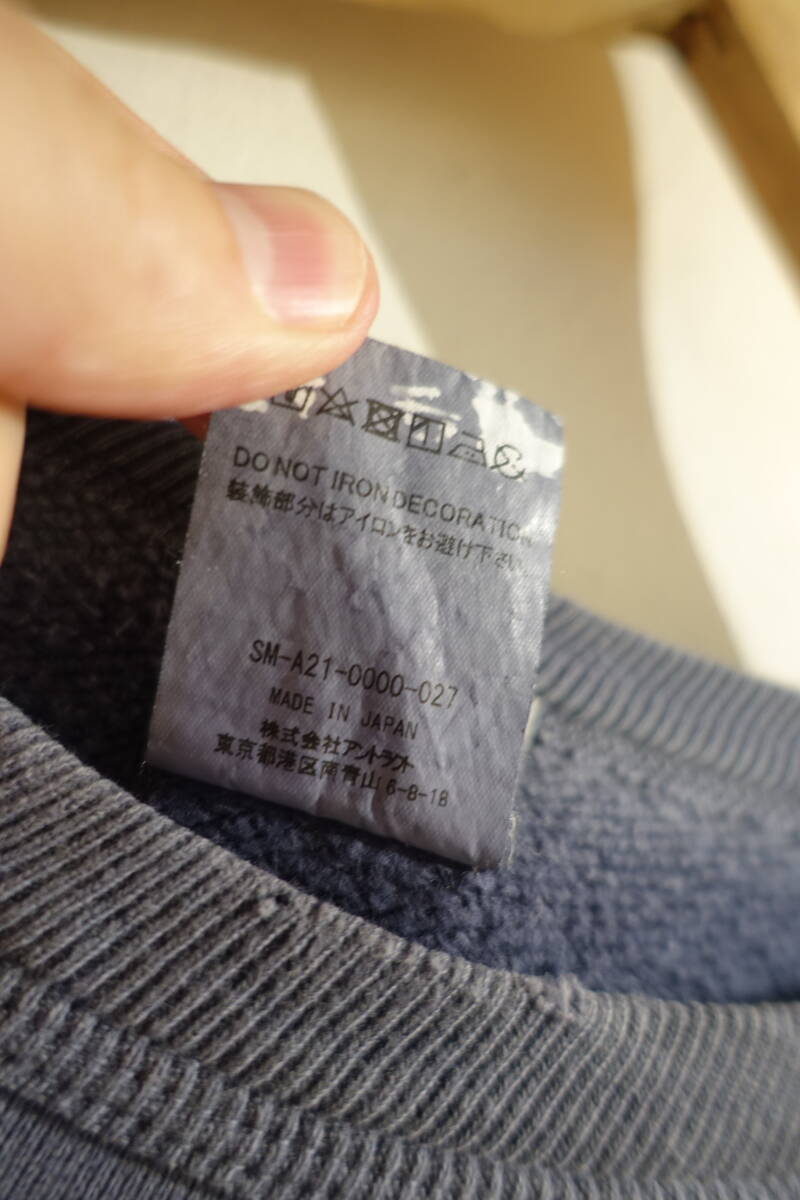 DO NOT IRON DECORATION
装飾部分はアイロンをお避け下さい
SM-A21-0000-027
MADE IN JAPAN
株式会社アントラクト
東京都港区南青山 6-8-18